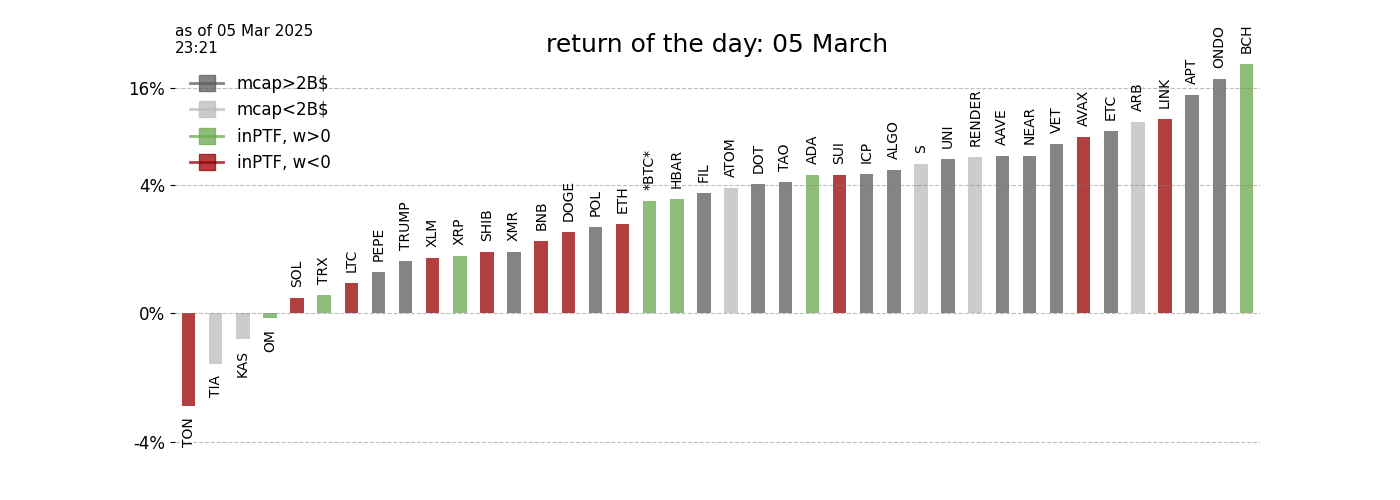 as of 05 Mar 2025
23:21
return of the day: 05 March
mcap>2B$
mcap<2B$
inPTF, w>0
inPTF, w<0
16%
4%
0%
-4%
TON
TIA
KAS
OM
SOL
TRX
LTC
PEPE
TRUMP
XLM
XRP
SHIB
XMR
BNB
DOGE
POL
ETH
*BTC*
HBAR
FIL
ATOM
DOT
TAO
ADA
SUI
ICP
ALGO
S
UNI
RENDER
AAVE
NEAR
VET
AVAX
ETC
ARB
LINK
APT
ONDO
BCH